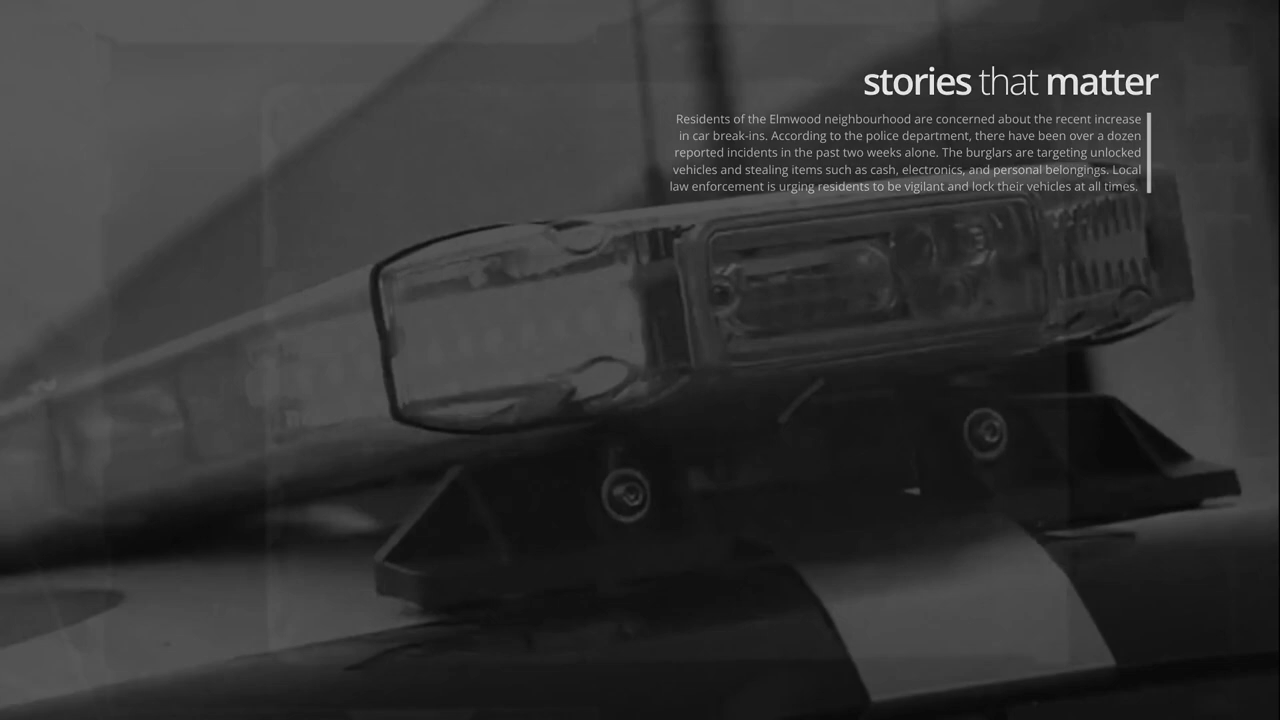 stories that matter
Residents of the Elmwood neighbourhood are concerned about the recent increase
in car break-ins. According to the police department, there have been over a dozen
reported incidents in the past two weeks alone. The burglars are targeting unlocked
vehicles and stealing items such as cash, electronics, and personal belongings. Local
law enforcement is urging residents to be vigilant and lock their vehicles at all times.